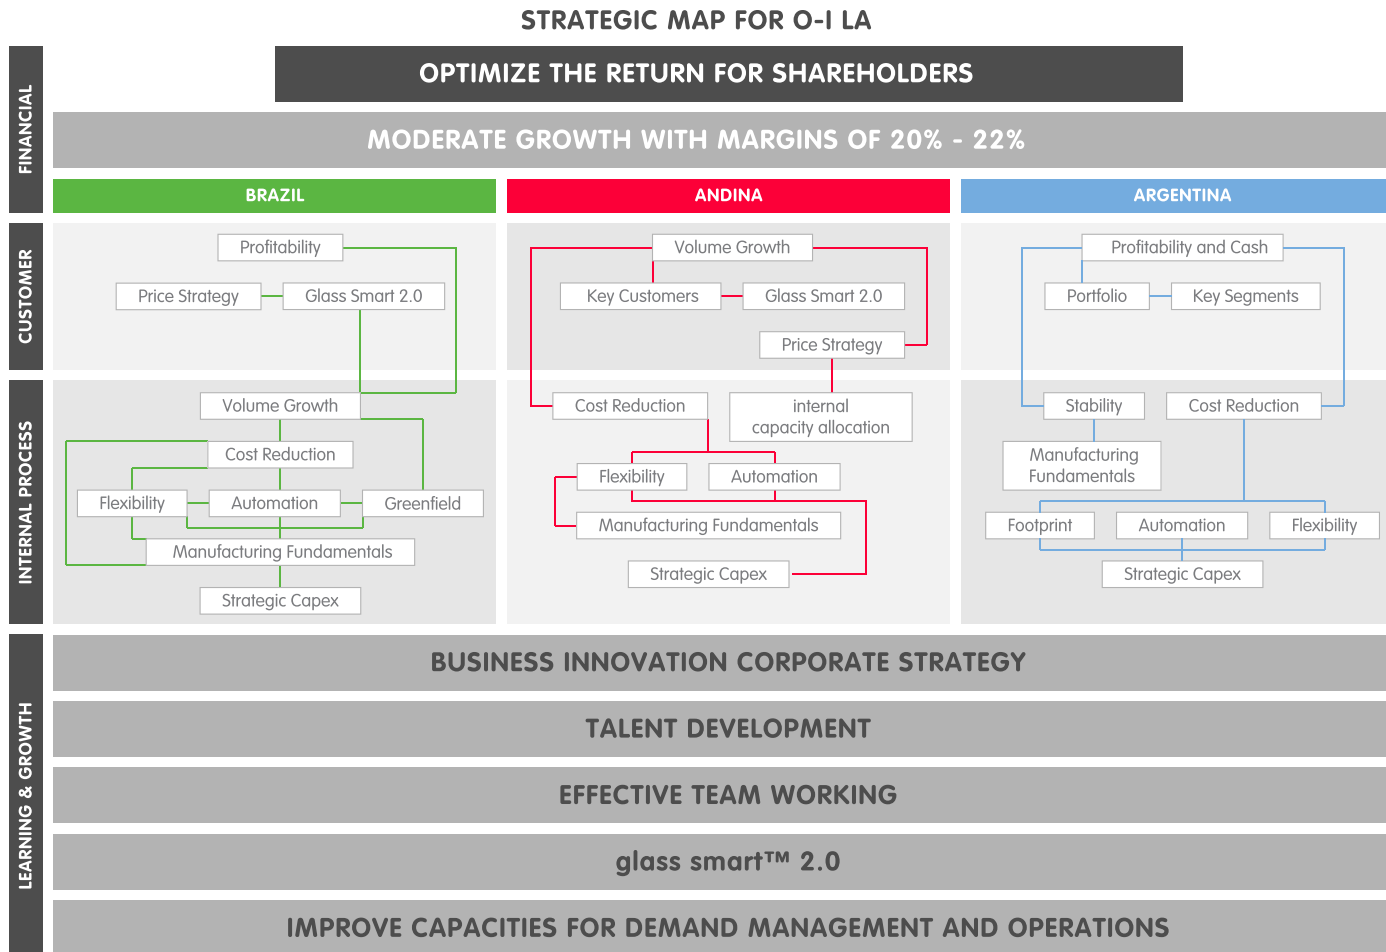 STRATEGIC MAP FOR O-I LA
FINANCIAL
OPTIMIZE THE RETURN FOR SHAREHOLDERS
MODERATE GROWTH WITH MARGINS OF 20% - 22%
BRAZIL
ANDINA
ARGENTINA
CUSTOMER
Profitability
Price Strategy
Glass Smart 2.0
Volume Growth
Key Customers
Glass Smart 2.0
Price Strategy
Profitability and Cash
Portfolio
Key Segments
INTERNAL PROCESS
Volume Growth
Cost Reduction
Flexibility
Automation
Greenfield
Manufacturing Fundamentals
Strategic Capex
Cost Reduction
internal
capacity allocation
Flexibility
Automation
Manufacturing Fundamentals
Strategic Capex
Stability
Cost Reduction
Manufacturing
Fundamentals
Footprint
Automation
Flexibility
Strategic Capex
LEARNING & GROWTH
BUSINESS INNOVATION CORPORATE STRATEGY
TALENT DEVELOPMENT
EFFECTIVE TEAM WORKING
glass smart™ 2.0
IMPROVE CAPACITIES FOR DEMAND MANAGEMENT AND OPERATIONS